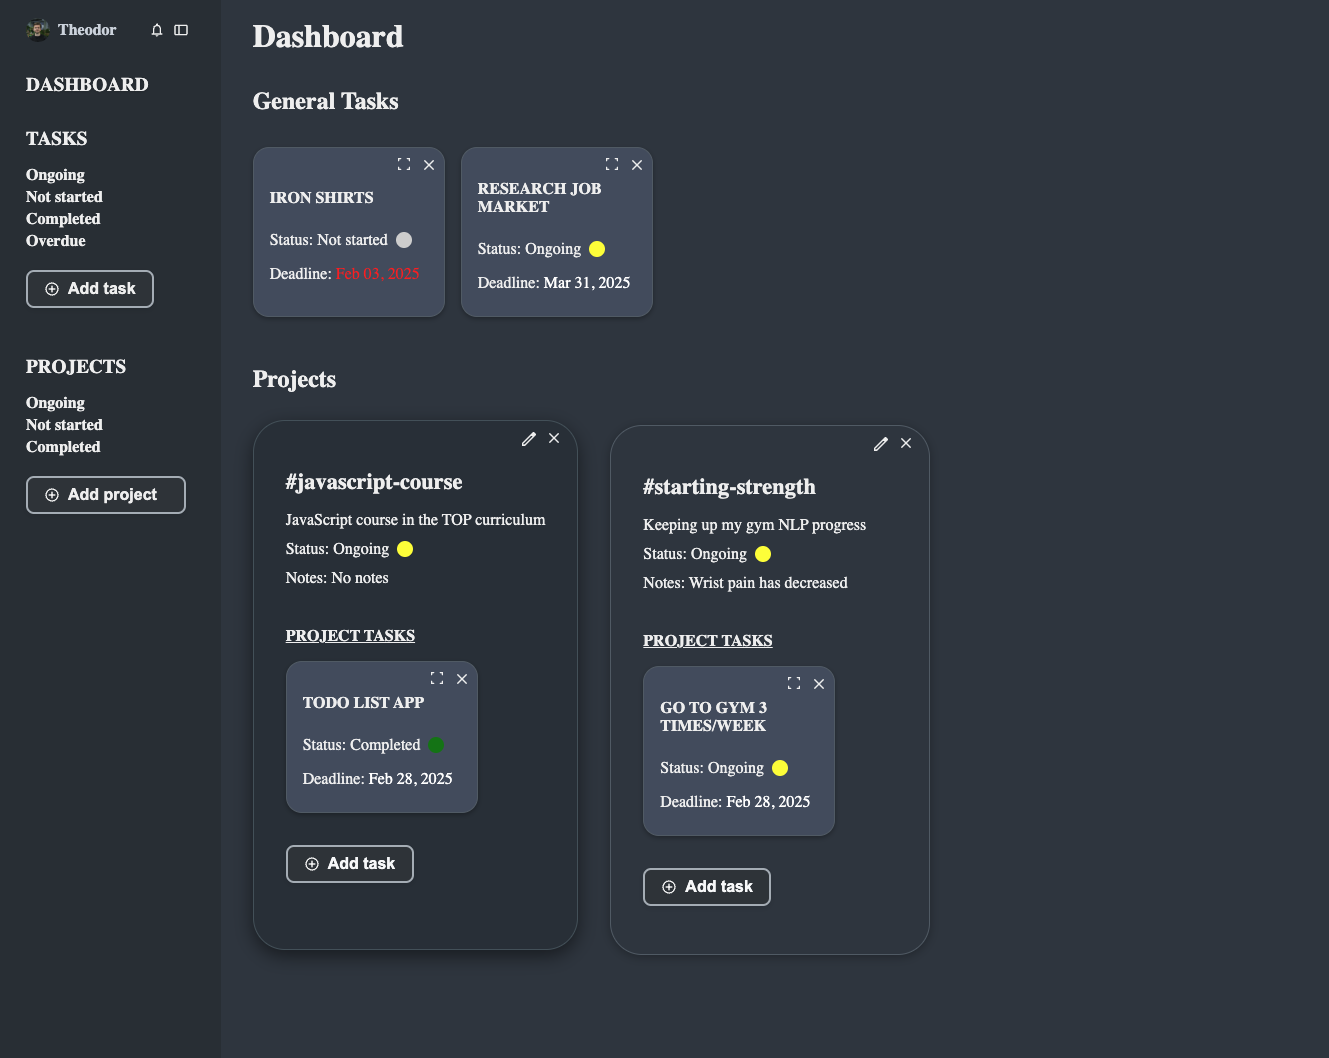 Theodor
DASHBOARD
TASKS
Ongoing
Not started
Completed
Overdue
Add task
PROJECTS
Ongoing
Not started
Completed
Add project
Dashboard
General Tasks
IRON SHIRTS
Status: Not started
Deadline: Feb 03, 2025
RESEARCH JOB
MARKET
Status: Ongoing
Deadline: Mar 31, 2025
Projects
#javascript-course
JavaScript course in the TOP curriculum
Status: Ongoing
Notes: No notes
PROJECT TASKS
TODO LIST APP
Status: Completed
Deadline: Feb 28, 2025
Add task
#starting-strength
Keeping up my gym NLP progress
Status: Ongoing
Notes: Wrist pain has decreased
PROJECT TASKS
GO TO GYM 3
TIMES/WEEK
Status: Ongoing
Deadline: Feb 28, 2025
Add task